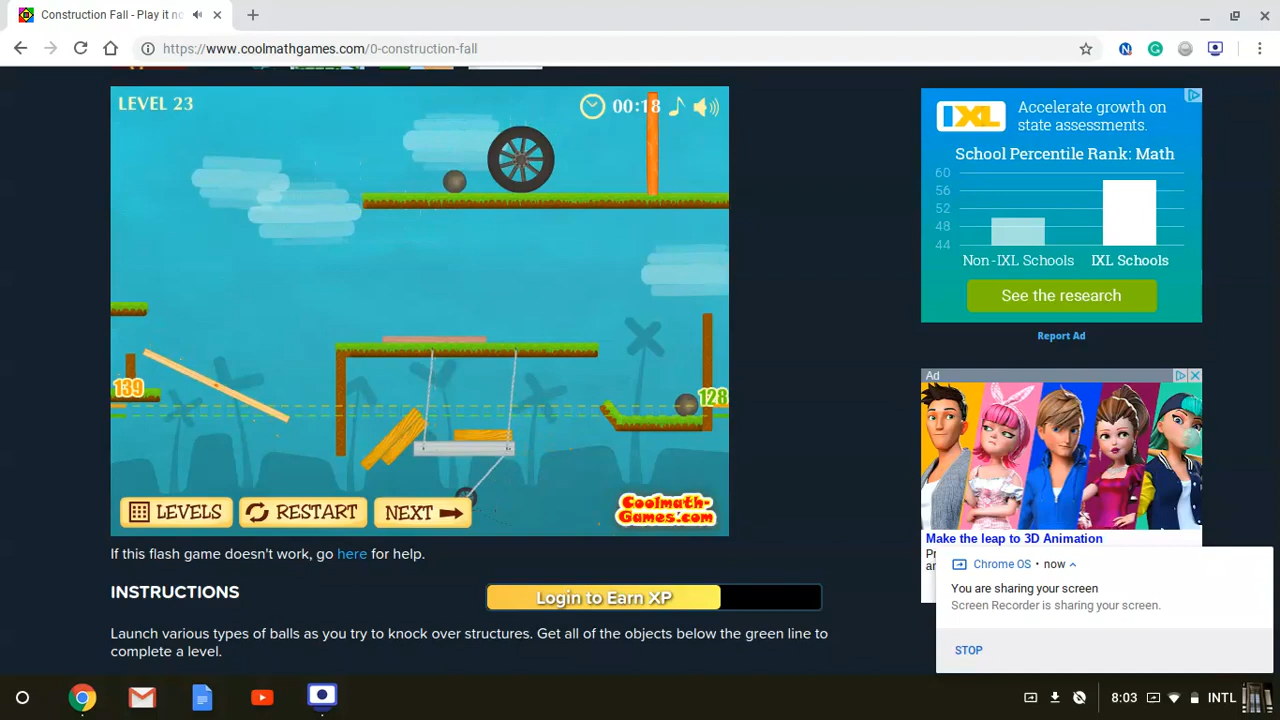 Construction Fall - Play it no
https://www.coolmathgames.com/0-construction-fall
LEVEL 23
00:18
139
128
LEVELS
RESTART
NEXT
Coolmath-
Games.com
If this flash game doesn't work, go here for help.
INSTRUCTIONS
Login to Earn XP
Launch various types of balls as you try to knock over structures. Get all of the objects below the green line to
complete a level.
IXL
Accelerate growth on
state assessments.
School Percentile Rank: Math
60
56
52
48
44
Non-IXL Schools
IXL Schools
See the research
Report Ad
Ad
Make the leap to 3D Animation
Pr
an
Chrome OS • now
You are sharing your screen
Screen Recorder is sharing your screen.
STOP
8:03
INTL